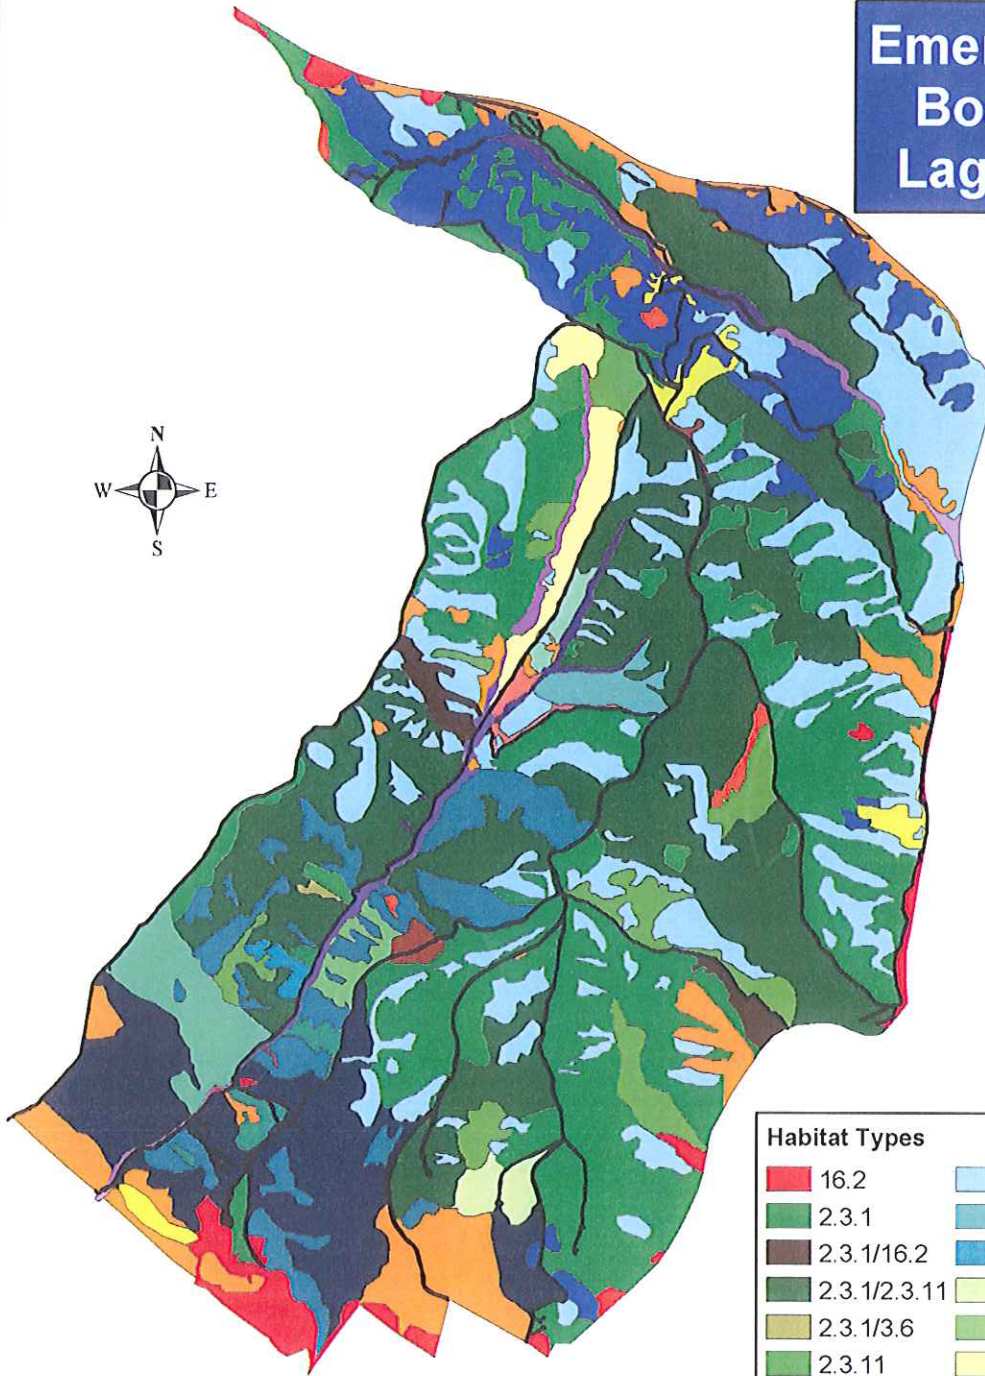 Emer
Bo
Lag
N
W E
S
Habitat Types
16.2
2.3.1
2.3.1/16.2
2.3.1/2.3.11
2.3.1/3.6
2.3.11